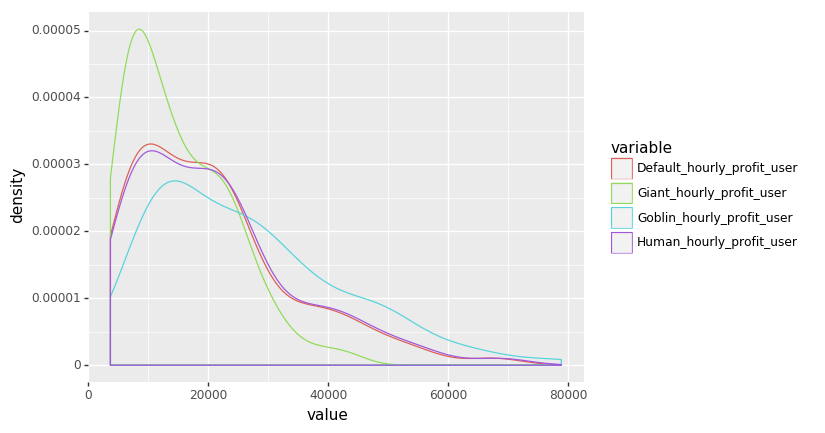 0.00005
0.00004
0.00003
0.00002
0.00001
0
density
0
20000
40000
60000
80000
value
variable
Default_hourly_profit_user
Giant_hourly_profit_user
Goblin_hourly_profit_user
Human_hourly_profit_user